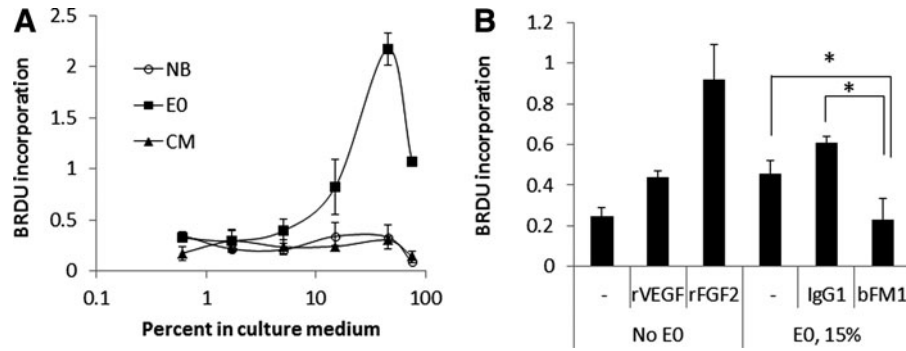 A
BRDU incorporation
2.5
2
1.5
1
0.5
0
NB
E0
CM
0.1 1 10 100
Percent in culture medium
B
BRDU incorporation
1.2
1
0.8
0.6
0.4
0.2
0
*
*
- rVEGF rFGF2 - IgG1 bFM1
No E0 E0, 15%